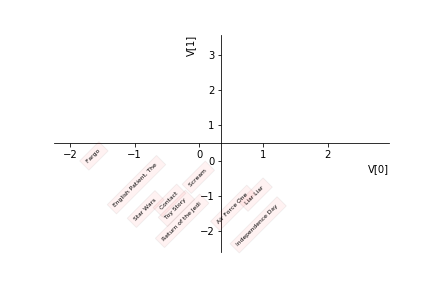 V[1]
3
2
1
−2
−1
0
1
2
0
V[0]
Fargo
English Patient, The
Scream
Star Wars
Contact
Toy Story
Return of the Jedi
Air Force One
Liar Liar
Independence Day
−1
−2